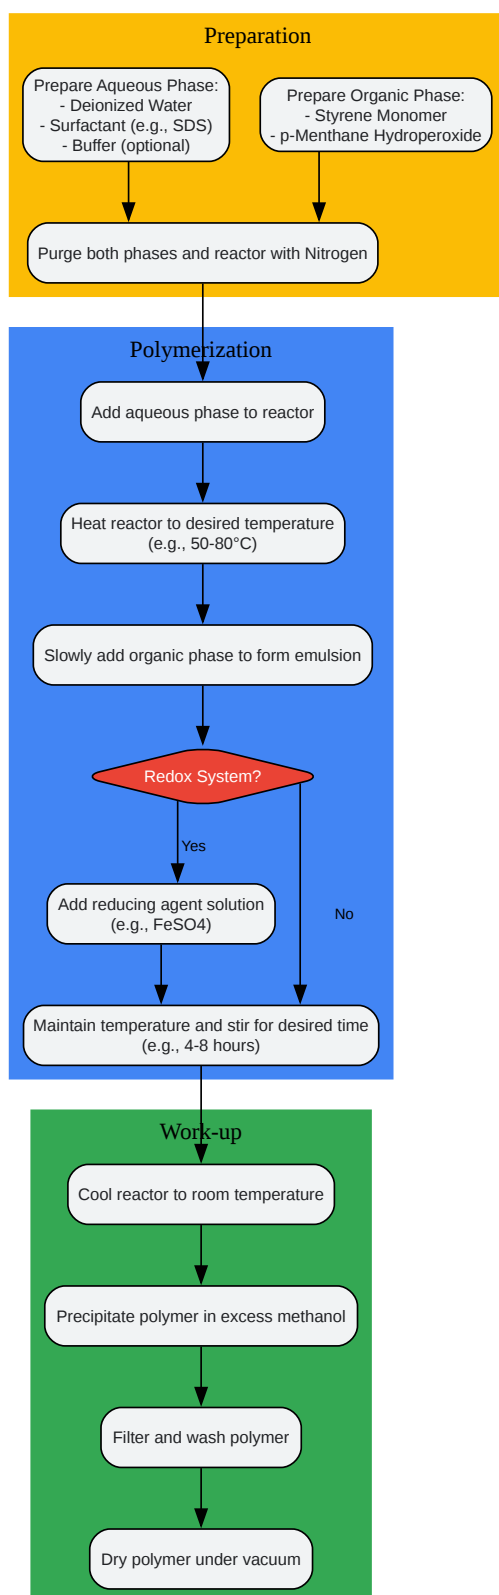 Preparation
Prepare Aqueous Phase:
- Deionized Water
- Surfactant (e.g., SDS)
- Buffer (optional)
Prepare Organic Phase:
- Styrene Monomer
- p-Menthane Hydroperoxide
Purge both phases and reactor with Nitrogen
Polymerization
Add aqueous phase to reactor
Heat reactor to desired temperature
(e.g., 50-80°C)
Slowly add organic phase to form emulsion
Redox System?
Yes
Add reducing agent solution
(e.g., FeSO4)
No
Maintain temperature and stir for desired time
(e.g., 4-8 hours)
Work-up
Cool reactor to room temperature
Precipitate polymer in excess methanol
Filter and wash polymer
Dry polymer under vacuum